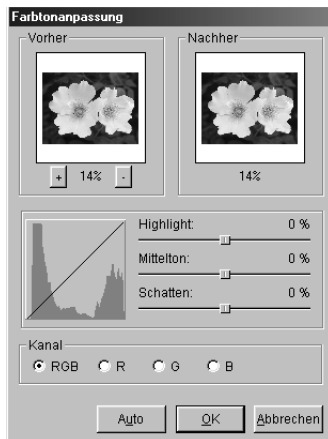 Farbtonanpassung
Vorher
Nachher
+ 14% -
14%
Highlight: 0 %
Mittelton: 0 %
Schatten: 0 %
Kanal
RGB R G B
Auto OK Abbrechen